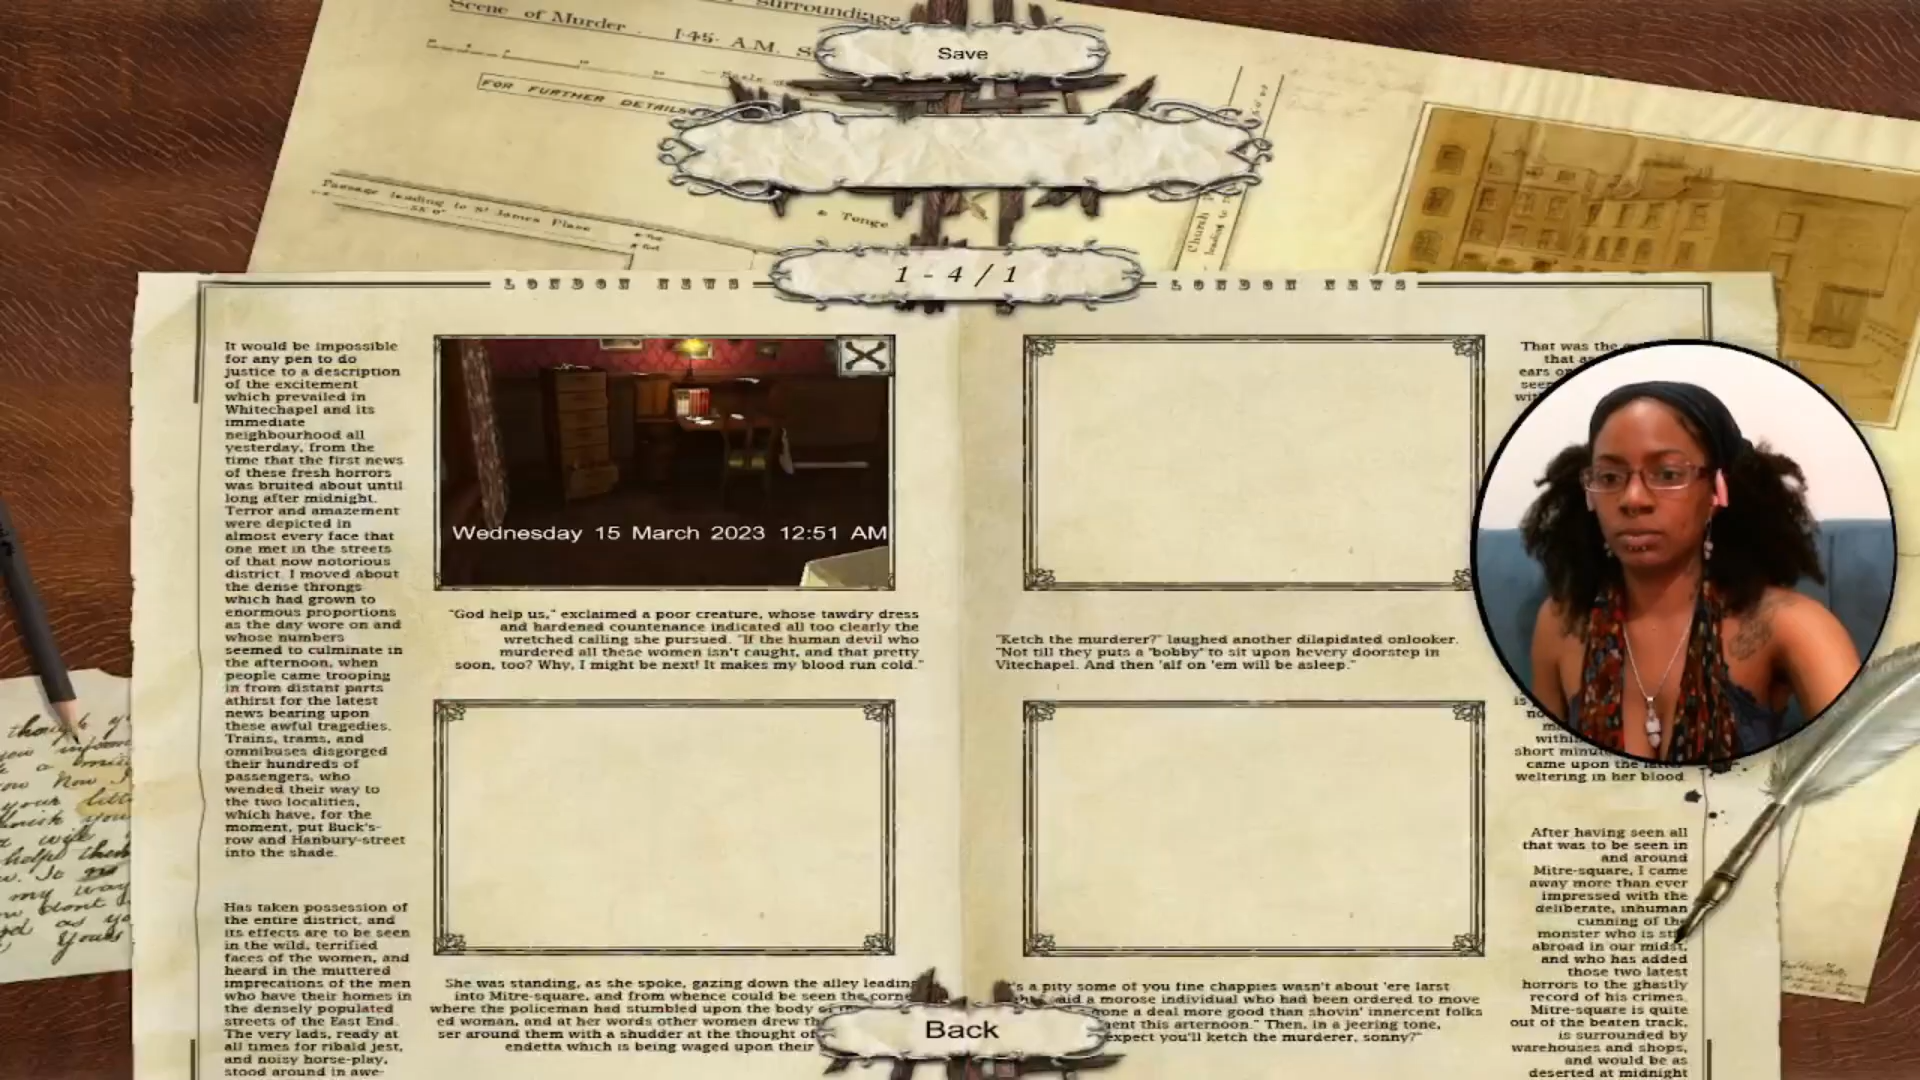 Surroundings
Scene of Murder. 1.45. A.M.
FOR FURTHER DETAILS
Save
Passage leading to St James Place
& Tonge
1 - 4 / 1
LONDON NEWS
LONDON NEWS
It would be impossible
for any pen to do
justice to a description
of the excitement
which prevailed in
Whitechapel and its
immediate
neighbourhood all
yesterday, from the
time that the first news
of these fresh horrors
was bruited about until
long after midnight.
Terror and amazement
were depicted in
almost every face that
one met in the streets
of that now notorious
district. I moved about
the dense throngs
which had grown to
enormous proportions
as the day wore on and
whose numbers
seemed to culminate in
the afternoon, when
people came trooping
in from distant parts
athirst for the latest
news bearing upon
these awful tragedies.
Trains, trams, and
omnibuses disgorged
their hundreds of
passengers, who
wended their way to
the two localities,
which have, for the
moment, put Buck's-
row and Hanbury-street
into the shade.
Has taken possession of
the entire district, and
its effects are to be seen
in the wild, terrified
faces of the women, and
heard in the muttered
imprecations of the men
who have their homes in
the densely populated
streets of the East End.
The very lads, ready at
all times for ribald jest,
and noisy horse-play,
stood around in awe-
Wednesday 15 March 2023 12:51 AM
"God help us," exclaimed a poor creature, whose tawdry dress
and hardened countenance indicated all too clearly the
wretched calling she pursued. "If the human devil who
murdered all these women isn't caught, and that pretty
soon, too? Why, I might be next! It makes my blood run cold."
"Ketch the murderer?" laughed another dilapidated onlooker.
"Not till they puts a "bobby" to sit upon hevery doorstep in
Vitechapel. And then 'alf on 'em will be asleep."
She was standing, as she spoke, gazing down the alley leading
into Mitre-square, and from whence could be seen the corne
where the policeman had stumbled upon the body
ed woman, and at her words other women drew th
ser around them with a shudder at the thought of
endetta which is being waged upon their
's a pity some of you fine chappies wasn't about 'ere larst
said a morose individual who had been ordered to move
gone a deal more good than shovin' innercent folks
ent this arternoon." Then, in a jeering tone,
expect you'll ketch the murderer, sonny?"
Back
That was the
that
ears
within
short minute
came upon the
weltering in her blood.
After having seen all
that was to be seen in
and around
Mitre-square, I came
away more than ever
impressed with the
deliberate, inhuman
cunning of the
monster who is
abroad in our midst,
and who has added
those two latest
horrors to the ghastly
record of his crimes.
Mitre-square is quite
out of the beaten track,
is surrounded by
warehouses and shops,
and would be as
deserted at midnight